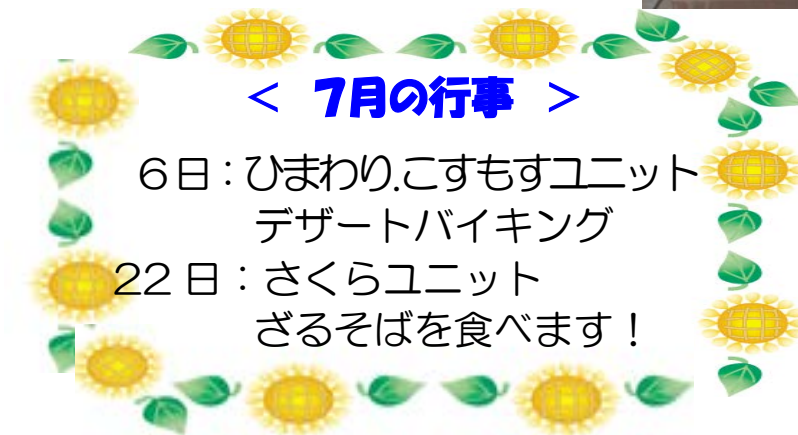 ＜ 7月の行事 ＞
6日：ひまわり.こすもすユニット
デザートバイキング
22日：さくらユニット
ざるそばを食べます！